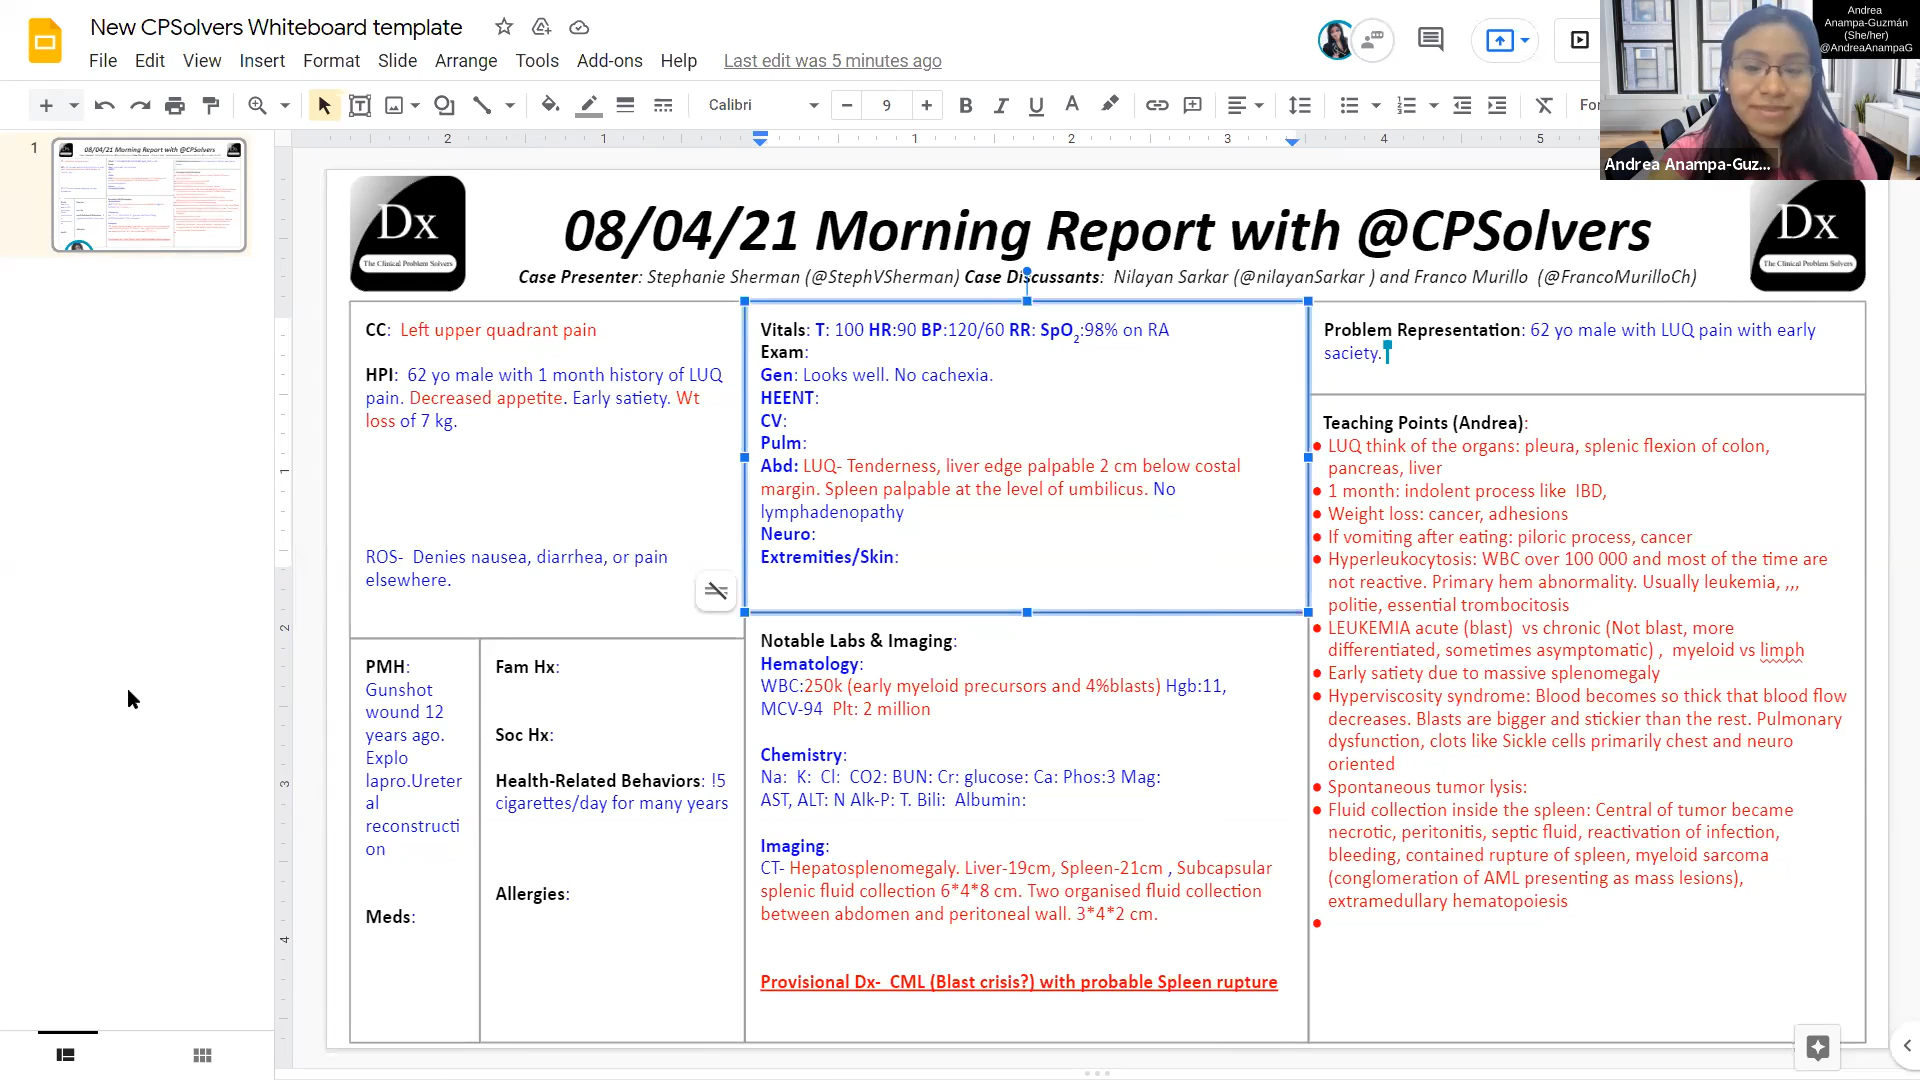 New CPSolvers Whiteboard template
File Edit View Insert Format Slide Arrange Tools Add-ons Help Last edit was 5 minutes ago
Calibri
9
Andrea
Anampa-Guzmán
(She/her)
@AndreaAnampaG
Andrea Anampa-Guz...
1
08/04/21 Morning Report with @CPSolvers
2 1 1 2 3 4 5
1
2
3
4
Dx
The Clinical Problem Solvers
08/04/21 Morning Report with @CPSolvers
Case Presenter: Stephanie Sherman (@StephVSherman) Case Discussants: Nilayan Sarkar (@nilayanSarkar ) and Franco Murillo (@FrancoMurilloCh)
Dx
The Clinical Problem Solvers
CC: Left upper quadrant pain
HPI: 62 yo male with 1 month history of LUQ
pain. Decreased appetite. Early satiety. Wt
loss of 7 kg.
ROS- Denies nausea, diarrhea, or pain
elsewhere.
PMH:
Gunshot
wound 12
years ago.
Explo
lapro.Ureter
al
reconstructi
on
Meds:
Fam Hx:
Soc Hx:
Health-Related Behaviors: !5
cigarettes/day for many years
Allergies:
Vitals: T: 100 HR:90 BP:120/60 RR: SpO2:98% on RA
Exam:
Gen: Looks well. No cachexia.
HEENT:
CV:
Pulm:
Abd: LUQ- Tenderness, liver edge palpable 2 cm below costal
margin. Spleen palpable at the level of umbilicus. No
lymphadenopathy
Neuro:
Extremities/Skin:
Notable Labs & Imaging:
Hematology:
WBC:250k (early myeloid precursors and 4%blasts) Hgb:11,
MCV-94 Plt: 2 million
Chemistry:
Na: K: Cl: CO2: BUN: Cr: glucose: Ca: Phos:3 Mag:
AST, ALT: N Alk-P: T. Bili: Albumin:
Imaging:
CT- Hepatosplenomegaly. Liver-19cm, Spleen-21cm , Subcapsular
splenic fluid collection 6*4*8 cm. Two organised fluid collection
between abdomen and peritoneal wall. 3*4*2 cm.
Provisional Dx- CML (Blast crisis?) with probable Spleen rupture
Problem Representation: 62 yo male with LUQ pain with early
saciety.
Teaching Points (Andrea):
• LUQ think of the organs: pleura, splenic flexion of colon,
pancreas, liver
• 1 month: indolent process like IBD,
• Weight loss: cancer, adhesions
• If vomiting after eating: piloric process, cancer
• Hyperleukocytosis: WBC over 100 000 and most of the time are
not reactive. Primary hem abnormality. Usually leukemia, ,,,
politie, essential trombocitosis
• LEUKEMIA acute (blast) vs chronic (Not blast, more
differentiated, sometimes asymptomatic) , myeloid vs limph
• Early satiety due to massive splenomegaly
• Hyperviscosity syndrome: Blood becomes so thick that blood flow
decreases. Blasts are bigger and stickier than the rest. Pulmonary
dysfunction, clots like Sickle cells primarily chest and neuro
oriented
• Spontaneous tumor lysis:
• Fluid collection inside the spleen: Central of tumor became
necrotic, peritonitis, septic fluid, reactivation of infection,
bleeding, contained rupture of spleen, myeloid sarcoma
(conglomeration of AML presenting as mass lesions),
extramedullary hematopoiesis
•